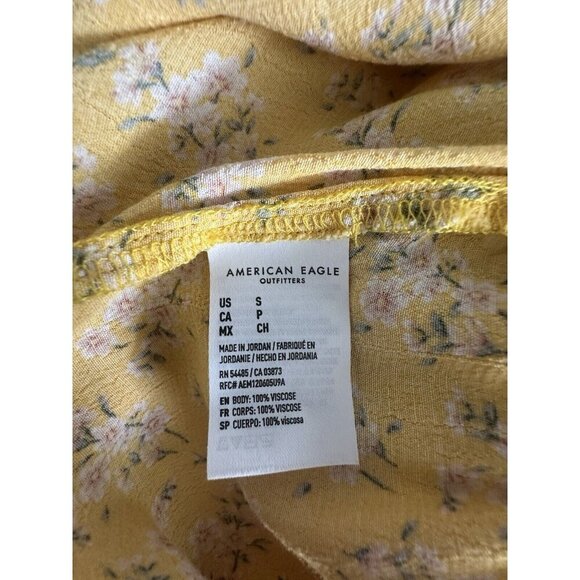 AMERICAN EAGLE
OUTFITTERS
US S
CA P
MX CH
MADE IN JORDAN / FABRIQUÉ EN
JORDANIE / HECHO EN JORDANIA
RN 54485 / CA 03873
RFC# AEM120605U9A
EN BODY: 100% VISCOSE
FR CORPS: 100% VISCOSE
SP CUERPO: 100% viscosa